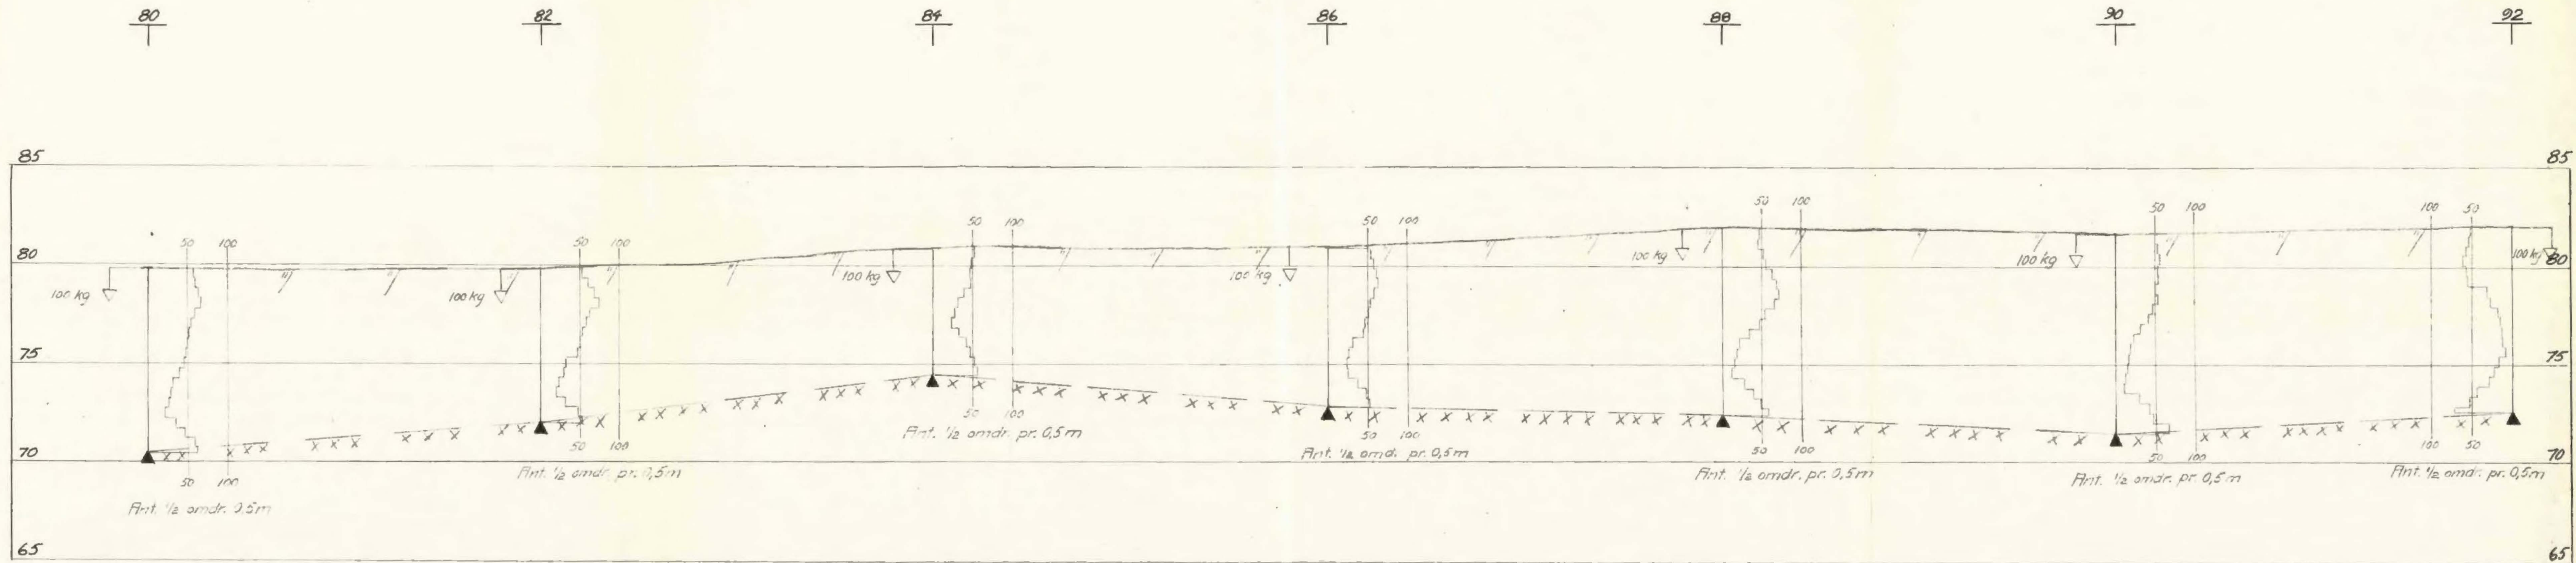 80 82 84 86 88 90 92
85 85
50 100 50 100 50 100 50 100 50 100 50 100 100 50
80 80
100 kg 100 kg 100 kg 100 kg 100 kg 100 kg 100 kg
75 75
50 100 50 100 50 100 50 100 50 100 50 100 100 50
70 70
Ant. 1/2 omdr. 0,5 m
Ant. 1/2 omdr. pr. 0,5 m
Ant. 1/2 omdr. pr. 0,5 m
Ant. 1/2 omd. pr. 0,5 m
Ant. 1/2 omdr. pr. 0,5 m
Ant. 1/2 omdr. pr. 0,5 m
Ant. 1/2 omdr. pr. 0,5 m
65 65